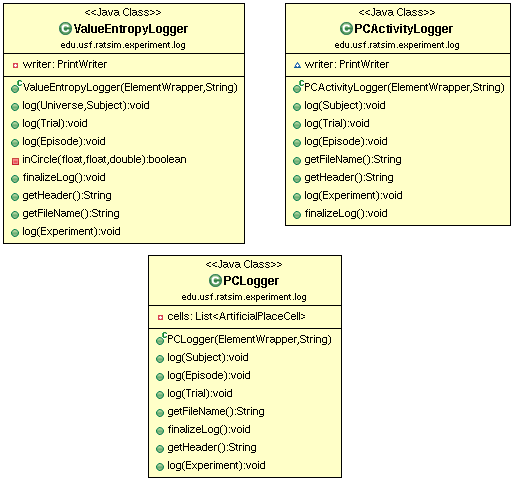 <<Java Class>>
ValueEntropyLogger
edu.usf.ratsim.experiment.log
writer: PrintWriter
ValueEntropyLogger(ElementWrapper,String)
log(Universe,Subject):void
log(Trial):void
log(Episode):void
inCircle(float,float,double):boolean
finalizeLog():void
getHeader():String
getFileName():String
log(Experiment):void
<<Java Class>>
PCActivityLogger
edu.usf.ratsim.experiment.log
writer: PrintWriter
PCActivityLogger(ElementWrapper,String)
log(Subject):void
log(Trial):void
log(Episode):void
getFileName():String
getHeader():String
log(Experiment):void
finalizeLog():void
<<Java Class>>
PCLogger
edu.usf.ratsim.experiment.log
cells: List<ArtificialPlaceCell>
PCLogger(ElementWrapper,String)
log(Subject):void
log(Episode):void
log(Trial):void
getFileName():String
finalizeLog():void
getHeader():String
log(Experiment):void